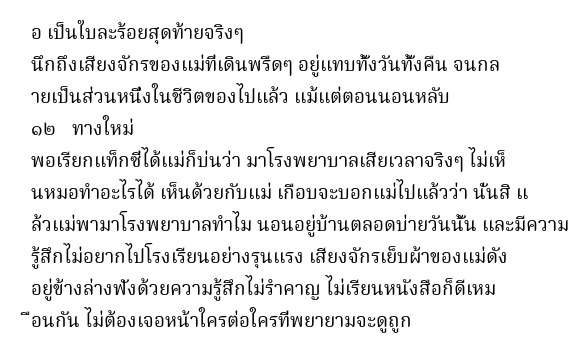 อ เป็นใบละร้อยสุดท้ายจริงๆ
นึกถึงเสียงจักรของแม่ที่เดินพรืดๆ อยู่แทบทั้งวันทั้งคืน จนกล
ายเป็นส่วนหนึ่งในชีวิตของไปแล้ว แม้แต่ตอนนอนหลับ
๑๒ ทางใหม่
พอเรียกแท็กซี่ได้แม่ก็บ่นว่า มาโรงพยาบาลเสียเวลาจริงๆ ไม่เห็
นหมอทำอะไรได้ เห็นด้วยกับแม่ เกือบจะบอกแม่ไปแล้วว่า นั่นสิ แ
ล้วแม่พามาโรงพยาบาลทำไม นอนอยู่บ้านตลอดบ่ายวันนั้น และมีความ
รู้สึกไม่อยากไปโรงเรียนอย่างรุนแรง เสียงจักรเย็บผ้าของแม่ดัง
อยู่ข้างล่างฟังด้วยความรู้สึกไม่รำคาญ ไม่เรียนหนังสือก็ดีเหม
ือนกัน ไม่ต้องเจอหน้าใครต่อใครที่พยายามจะดูถูก